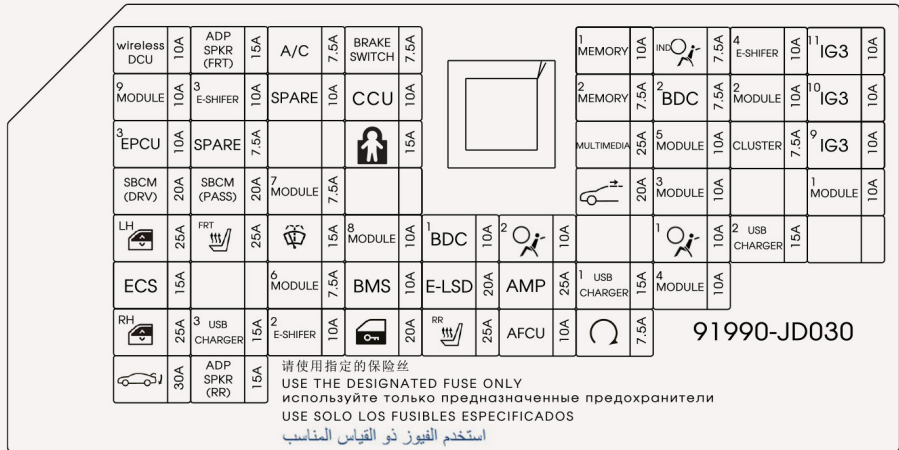 wireless DCU 10A ADP SPKR (FRT) 15A A/C 7.5A BRAKE SWITCH 7.5A 1 MEMORY 10A IND 7.5A 4 E-SHIFER 10A 11 IG3 10A
9 MODULE 10A 3 E-SHIFER 10A SPARE 10A CCU 10A 2 MEMORY 7.5A 2 BDC 7.5A 2 MODULE 10A 10 IG3 10A
3 EPCU 10A SPARE 7.5A 15A MULTIMEDIA 25A 5 MODULE 10A CLUSTER 7.5A 9 IG3 10A
SBCM (DRV) 20A SBCM (PASS) 20A 7 MODULE 7.5A 20A 3 MODULE 10A 1 MODULE 10A
LH 25A FRT 25A 15A 8 MODULE 10A 1 BDC 10A 2 10A 1 10A 2 USB CHARGER 15A
ECS 15A 6 MODULE 7.5A BMS 10A E-LSD 20A AMP 25A 1 USB CHARGER 15A 4 MODULE 10A
RH 25A 3 USB CHARGER 15A 2 E-SHIFER 10A 20A RR 25A AFCU 10A 7.5A 91990-JD030
30A ADP SPKR (RR) 15A
请使用指定的保险丝
USE THE DESIGNATED FUSE ONLY
используйте только предназначенные предохранители
USE SOLO LOS FUSIBLES ESPECIFICADOS
استخدم الفيوز ذو القياس المناسب